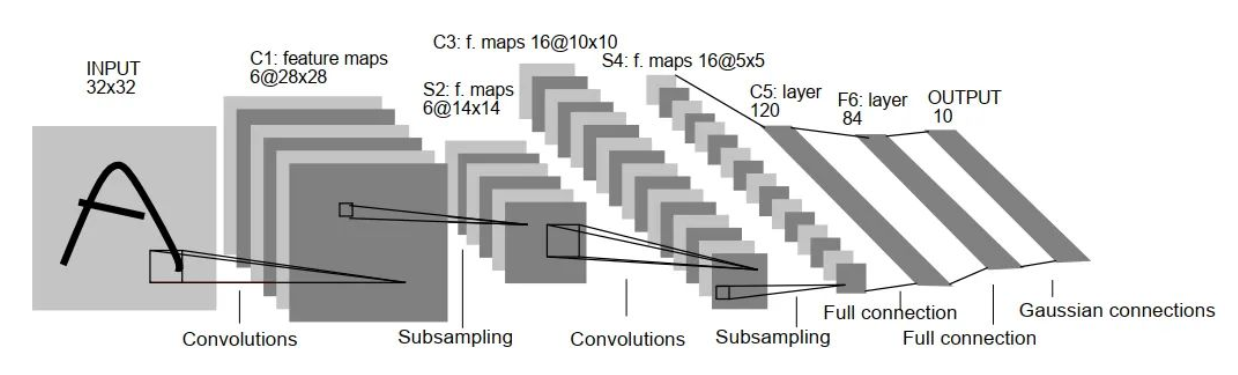 INPUT
32x32
C1: feature maps
6@28x28
S2: f. maps
6@14x14
C3: f. maps 16@10x10
S4: f. maps 16@5x5
C5: layer
120
F6: layer
84
OUTPUT
10
Convolutions
Subsampling
Convolutions
Subsampling
Full connection
Full connection
Gaussian connections